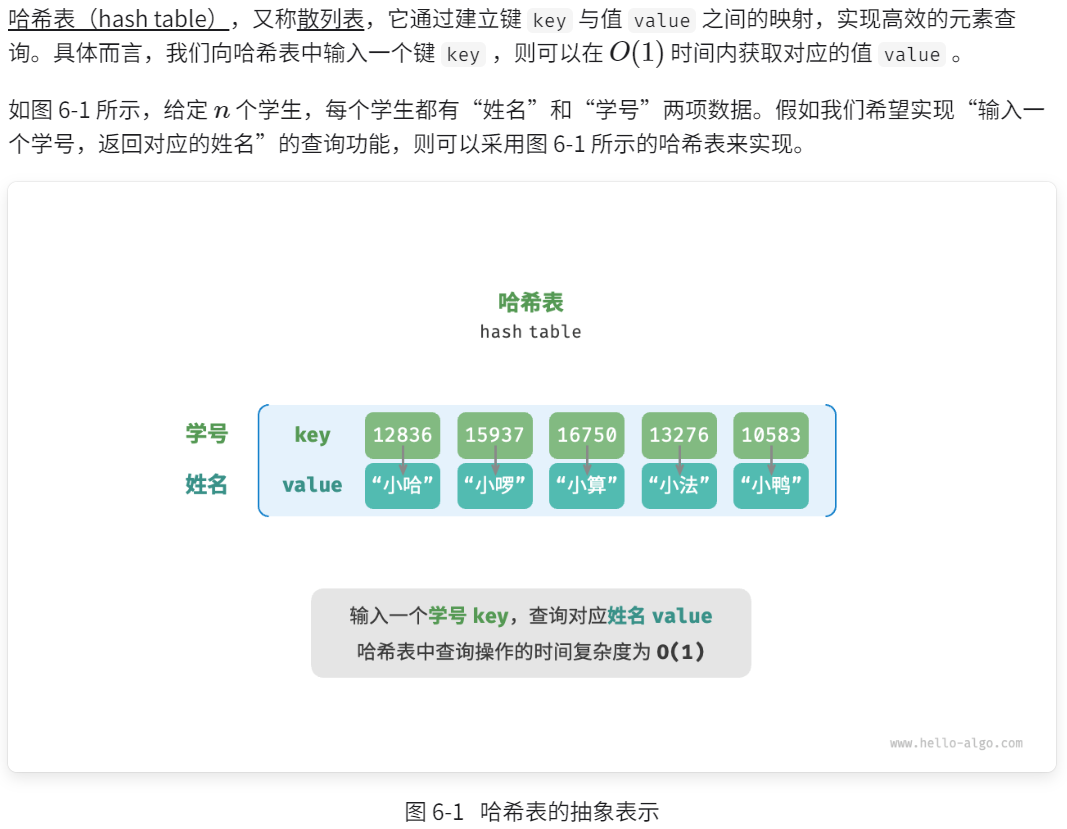 哈希表（hash table），又称散列表，它通过建立键 key 与值 value 之间的映射，实现高效的元素查
询。具体而言，我们向哈希表中输入一个键 key ，则可以在 O(1) 时间内获取对应的值 value 。
如图 6-1 所示，给定 n 个学生，每个学生都有“姓名”和“学号”两项数据。假如我们希望实现“输入一
个学号，返回对应的姓名”的查询功能，则可以采用图 6-1 所示的哈希表来实现。
哈希表
hash table
学号 key 12836 15937 16750 13276 10583
姓名 value “小哈” “小啰” “小算” “小法” “小鸭”
输入一个学号 key，查询对应姓名 value
哈希表中查询操作的时间复杂度为 O(1)
www.hello-algo.com
图 6-1 哈希表的抽象表示